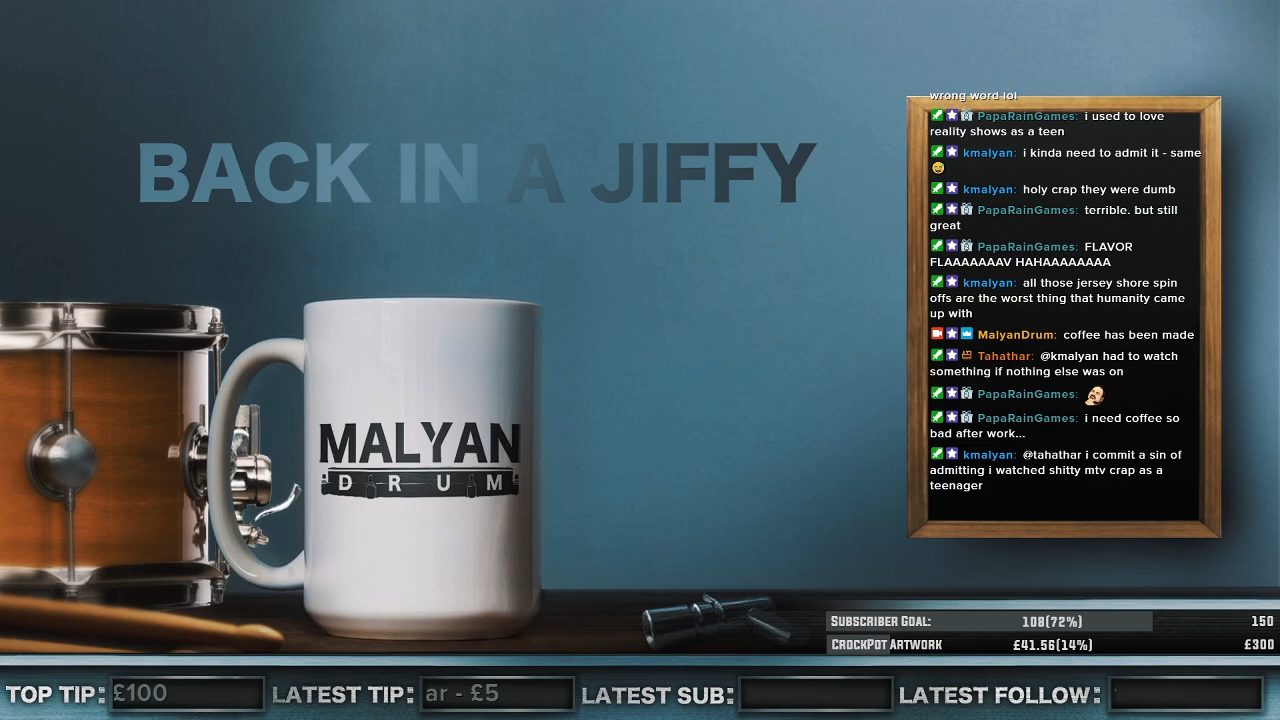 BACK IN A JIFFY
wrong word lol
PapaRainGames: i used to love
reality shows as a teen
kmalyan: i kinda need to admit it - same
kmalyan: holy crap they were dumb
PapaRainGames: terrible. but still
great
PapaRainGames: FLAVOR
FLAAAAAAAV HAHAAAAAAAA
kmalyan: all those jersey shore spin
offs are the worst thing that humanity came
up with
MalyanDrum: coffee has been made
Tahathar: @kmalyan had to watch
something if nothing else was on
PapaRainGames:
PapaRainGames: i need coffee so
bad after work...
kmalyan: @tahathar i commit a sin of
admitting i watched shitty mtv crap as a
teenager
MALYAN
DRUM
SUBSCRIBER GOAL: 108(72%) 150
CROCKPOT ARTWORK £41.56(14%) £300
TOP TIP: £100 LATEST TIP: ar - £5 LATEST SUB: LATEST FOLLOW: